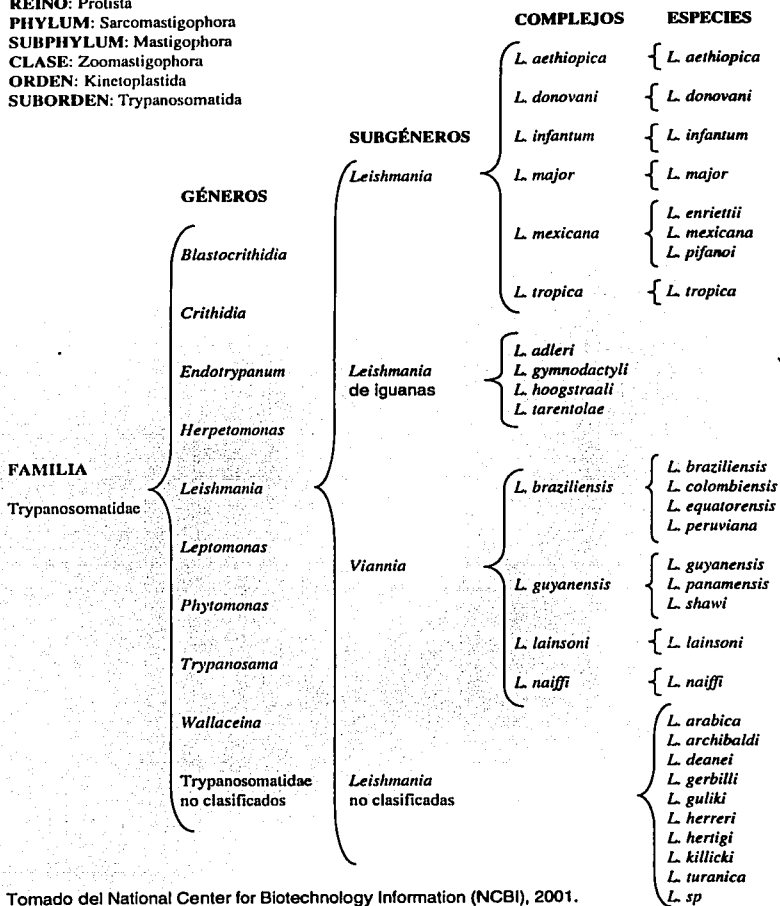 REINO: Protista
PHYLUM: Sarcomastigophora
SUBPHYLUM: Mastigophora
CLASE: Zoomastigophora
ORDEN: Kinetoplastida
SUBORDEN: Trypanosomatida
FAMILIA
Trypanosomatidae
GÉNEROS
Blastocrithidia
Crithidia
Endotrypanum
Herpetomonas
Leishmania
Leptomonas
Phytomonas
Trypanosama
Wallaceina
Trypanosomatidae
no clasificados
SUBGÉNEROS
Leishmania
Leishmania
de iguanas
Viannia
Leishmania
no clasificadas
COMPLEJOS
L. aethiopica
L. donovani
L. infantum
L. major
L. mexicana
L. tropica
L. adleri
L. gymnodactyli
L. hoogstraali
L. tarentolae
L. braziliensis
L. guyanensis
L. lainsoni
L. naiffi
ESPECIES
L. aethiopica
L. donovani
L. infantum
L. major
L. enriettii
L. mexicana
L. pifanoi
L. tropica
L. braziliensis
L. colombiensis
L. equatorensis
L. peruviana
L. guyanensis
L. panamensis
L. shawi
L. lainsoni
L. naiffi
L. arabica
L. archibaldi
L. deanei
L. gerbilli
L. guliki
L. herreri
L. hertigi
L. killicki
L. turanica
L. sp
Tomado del National Center for Biotechnology Information (NCBI), 2001.